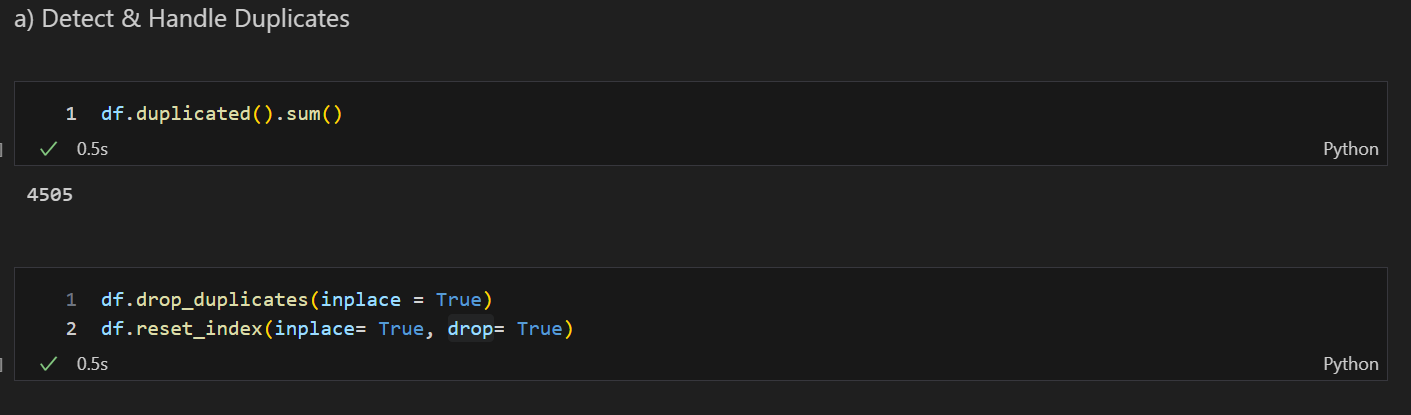 a) Detect & Handle Duplicates
1 df.duplicated().sum()
0.5s Python
4505
1 df.drop_duplicates(inplace = True)
2 df.reset_index(inplace= True, drop= True)
0.5s Python